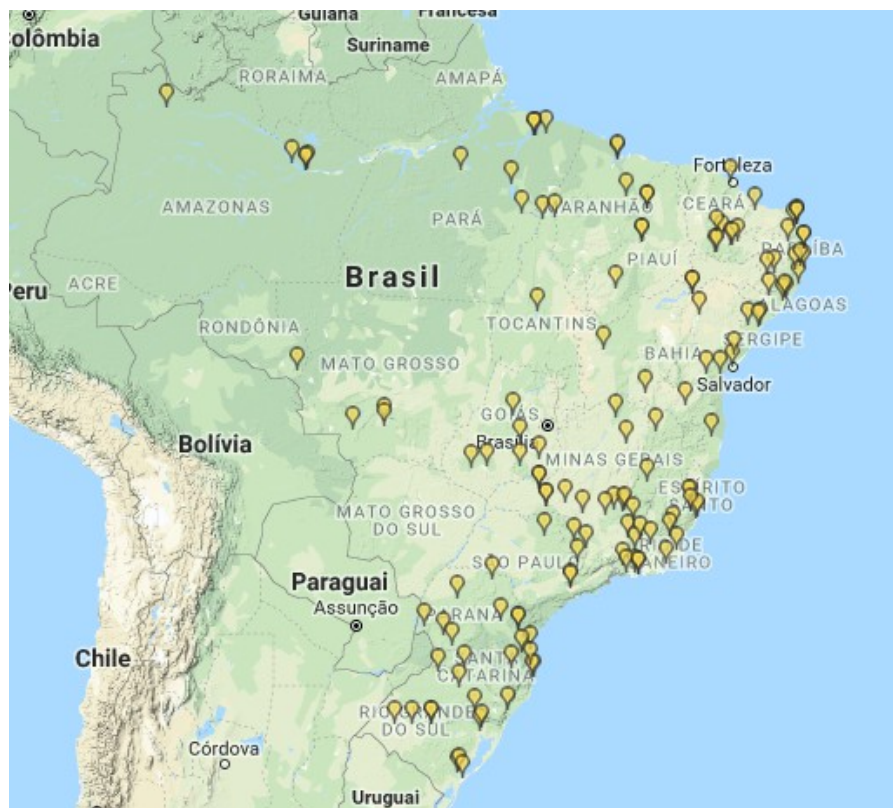 Guiana
Francesa
olômbia
Suriname
RORAIMA
AMAPÁ
Fortaleza
AMAZONAS
PARÁ
ARANHÃO
CEARÁ
PIAUÍ
PARAÍBA
Brasil
Peru
ACRE
TOCANTINS
ALAGOAS
RONDÔNIA
MATO GROSSO
BAHIA
SERGIPE
Salvador
GOIÁS
Bolívia
Brasília
MINAS GERAIS
ESPÍRITO
SANTO
MATO GROSSO
DO SUL
SÃO PAULO
RIO DE
JANEIRO
Paraguai
Assunção
PARANÁ
Chile
SANTA
CATARINA
RIO GRANDE
DO SUL
Córdova
Uruguai